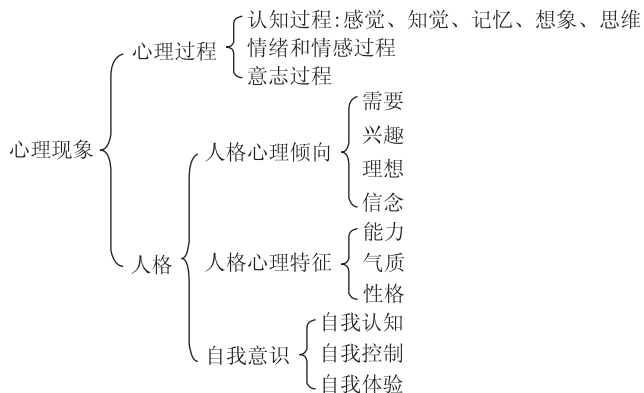 心理现象
心理过程
认知过程:感觉、知觉、记忆、想象、思维
情绪和情感过程
意志过程
人格
人格心理倾向
需要
兴趣
理想
信念
人格心理特征
能力
气质
性格
自我意识
自我认知
自我控制
自我体验